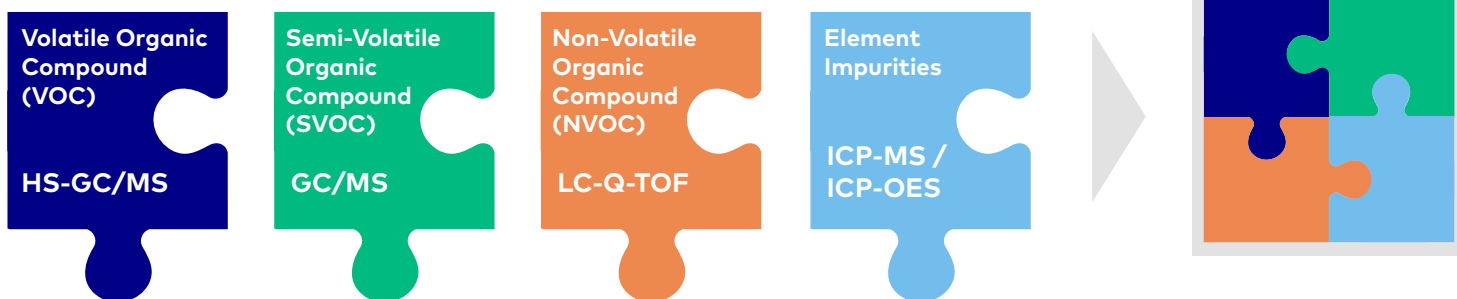 Volatile Organic
Compound
(VOC)
HS-GC/MS
Semi-Volatile
Organic
Compound
(SVOC)
GC/MS
Non-Volatile
Organic
Compound
(NVOC)
LC-Q-TOF
Element
Impurities
ICP-MS /
ICP-OES